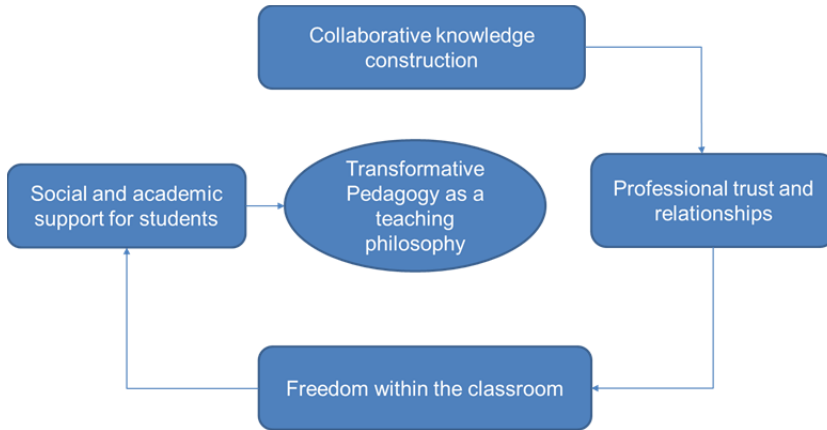 Collaborative knowledge
construction
Social and academic
support for students
Transformative
Pedagogy as a
teaching
philosophy
Professional trust and
relationships
Freedom within the classroom